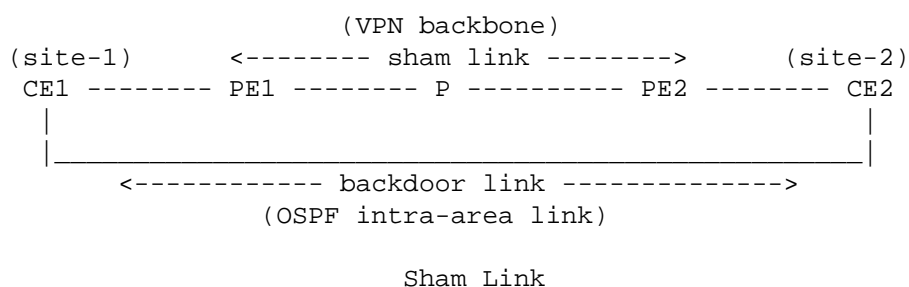 (VPN backbone)
(site-1) <-------- sham link --------> (site-2)
CE1 -------- PE1 -------- P ---------- PE2 -------- CE2
| |
|___________________________________________________|
<------------ backdoor link -------------->
(OSPF intra-area link)
Sham Link